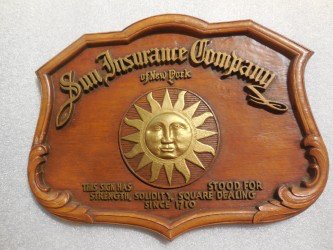 Sun Insurance Company
of New York
THIS SIGN HAS STOOD FOR
STRENGTH, SOLIDITY, SQUARE DEALING
SINCE 1710